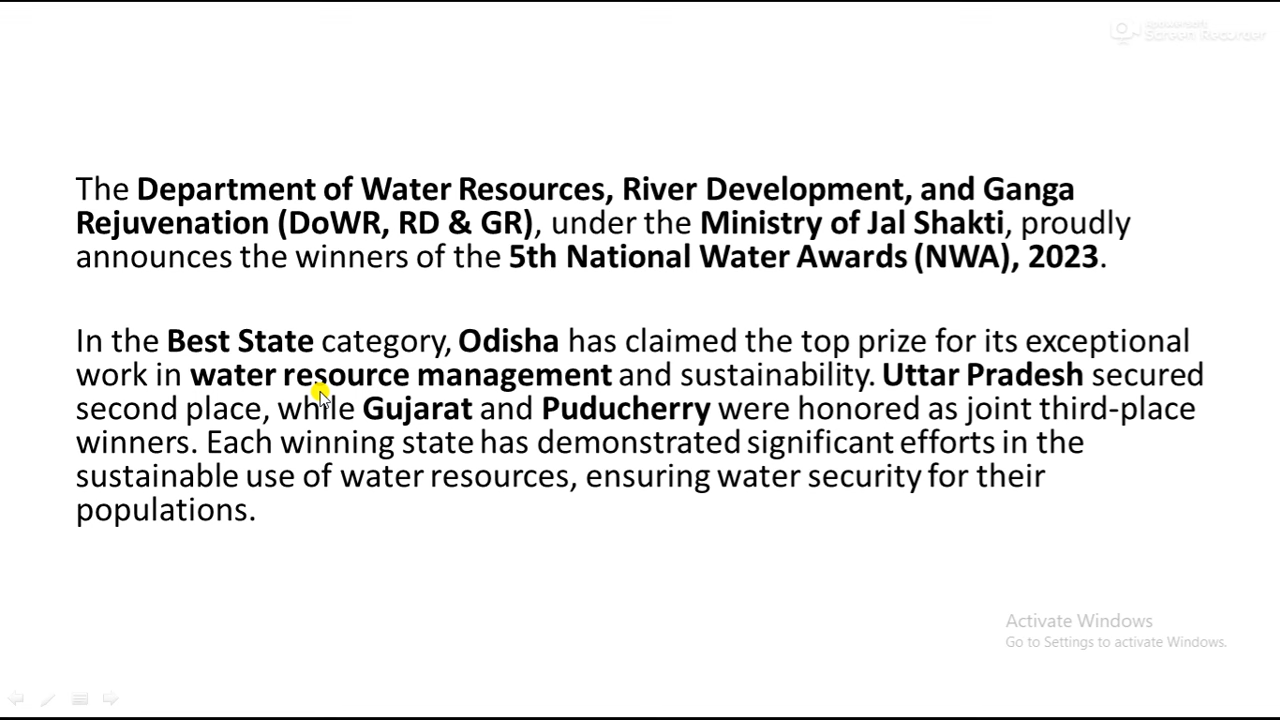 Apowersoft
Screen Recorder
The Department of Water Resources, River Development, and Ganga
Rejuvenation (DoWR, RD & GR), under the Ministry of Jal Shakti, proudly
announces the winners of the 5th National Water Awards (NWA), 2023.
In the Best State category, Odisha has claimed the top prize for its exceptional
work in water resource management and sustainability. Uttar Pradesh secured
second place, while Gujarat and Puducherry were honored as joint third-place
winners. Each winning state has demonstrated significant efforts in the
sustainable use of water resources, ensuring water security for their
populations.
Activate Windows
Go to Settings to activate Windows.